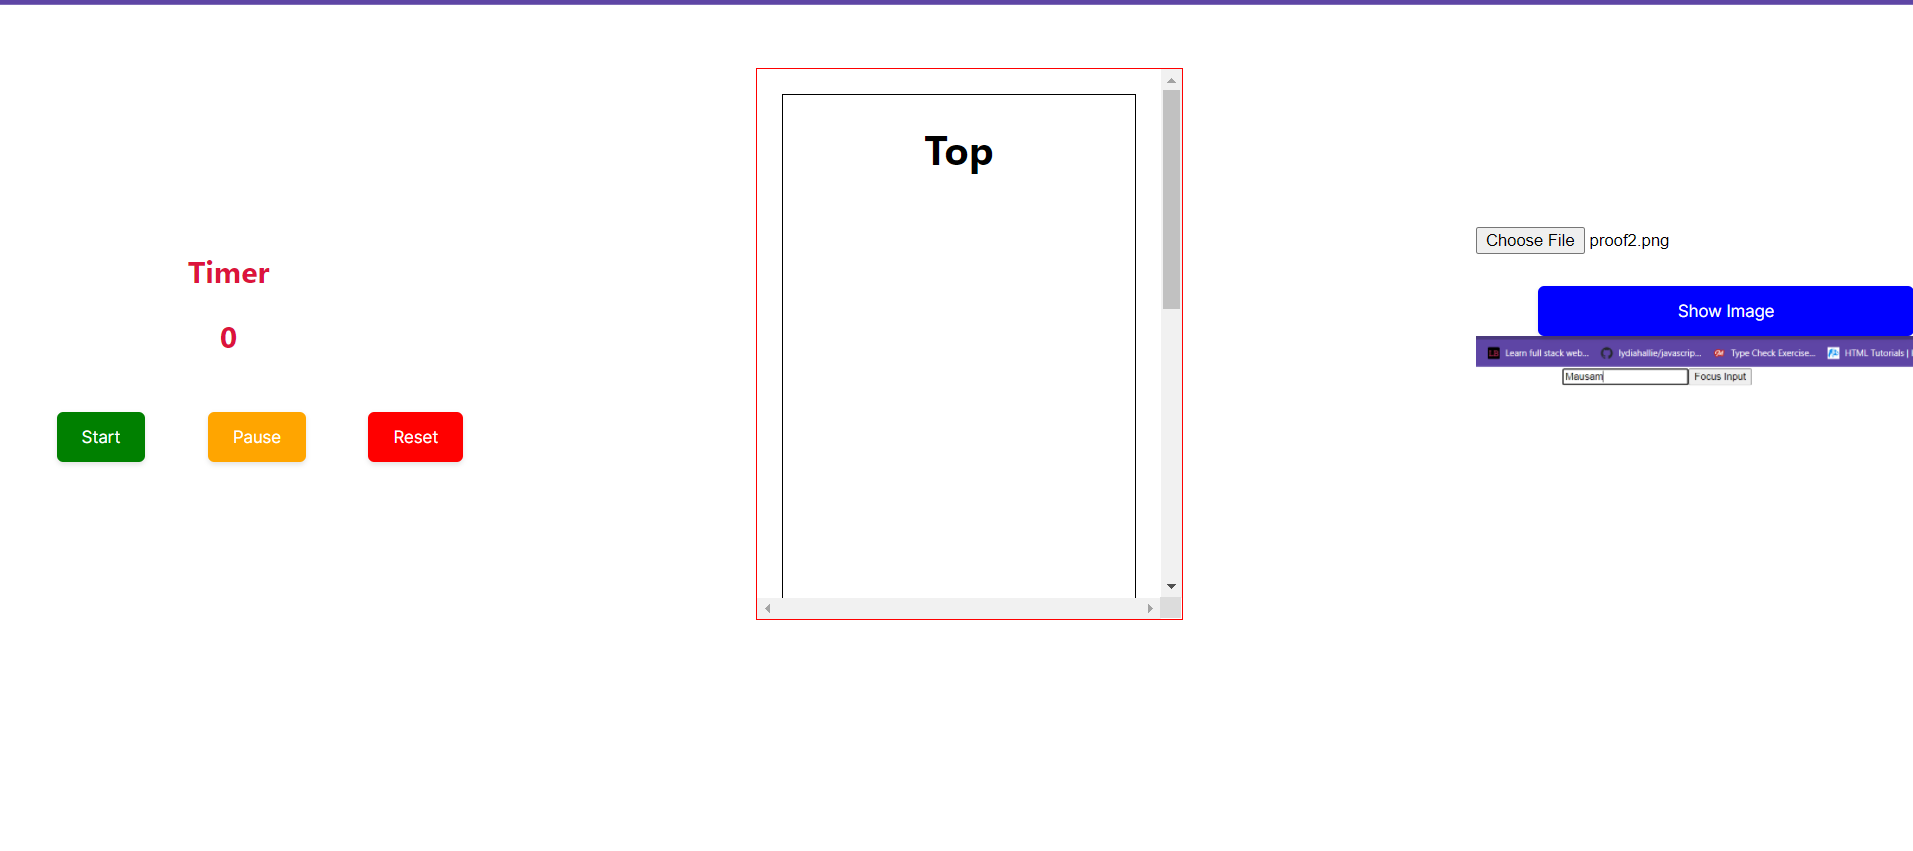 Timer
0
Start
Pause
Reset
Top
Choose File proof2.png
Show Image
Learn full stack web... lydiahallie/javascrip... Type Check Exercise... HTML Tutorials |
Mausam Focus Input